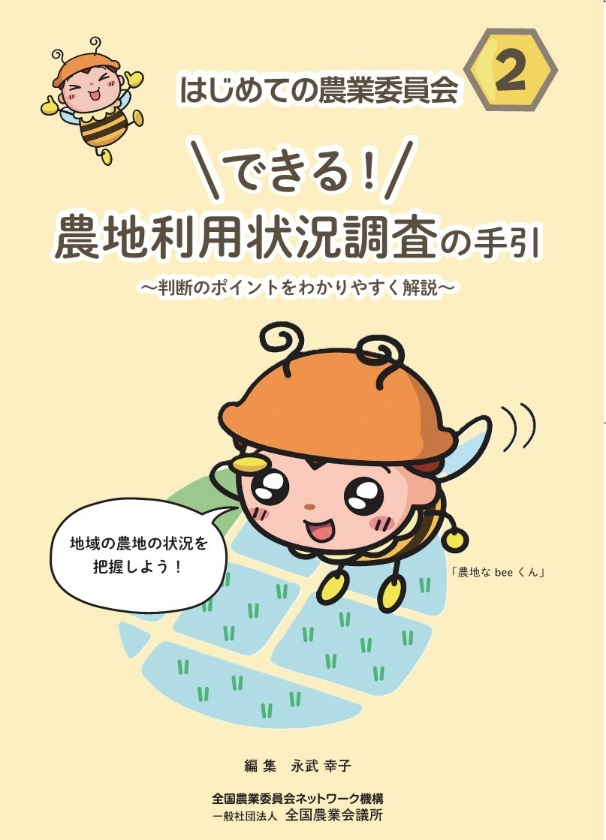 はじめての農業委員会
2
できる！
農地利用状況調査の手引
～判断のポイントをわかりやすく解説～
地域の農地の状況を
把握しよう！
「農地な bee くん」
編集　永武 幸子
全国農業委員会ネットワーク機構
一般社団法人　全国農業会議所